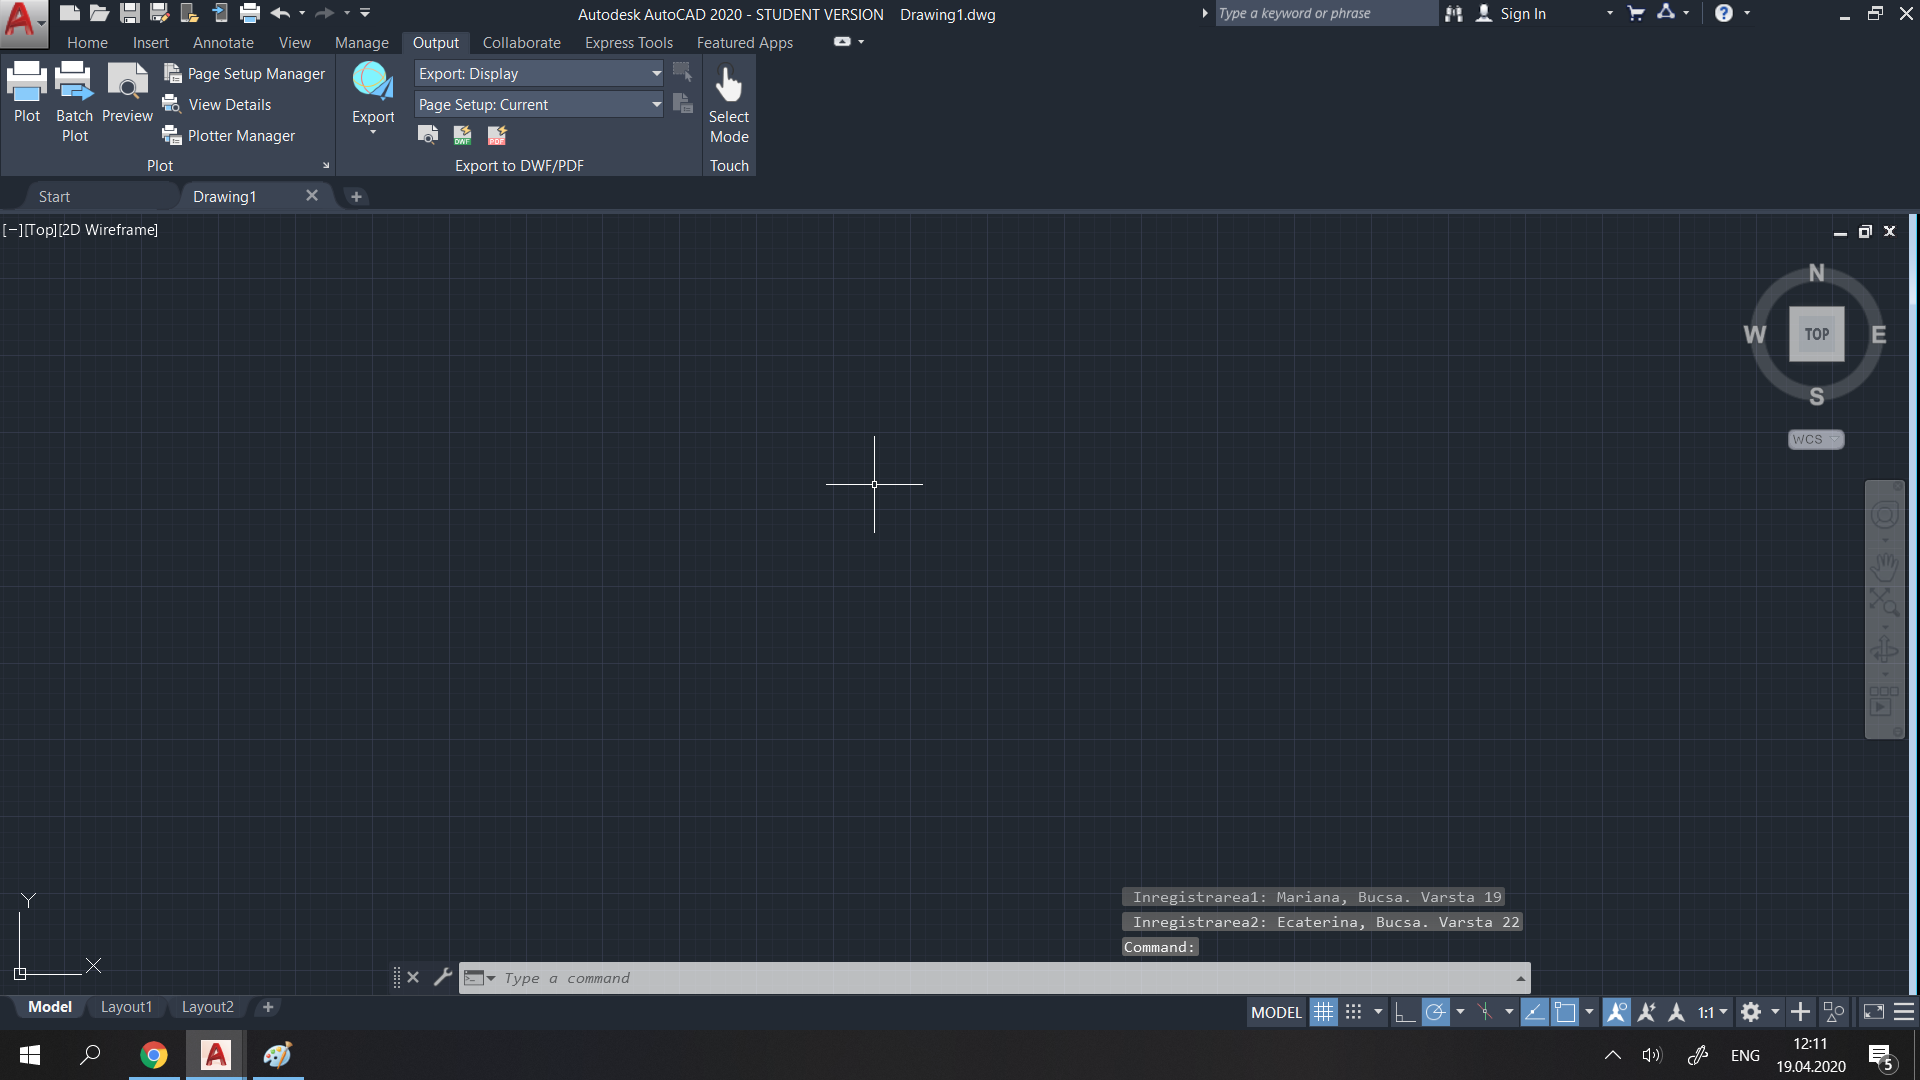 Autodesk AutoCAD 2020 - STUDENT VERSION Drawing1.dwg
Type a keyword or phrase
Sign In
Home Insert Annotate View Manage Output Collaborate Express Tools Featured Apps
Plot
Batch Plot
Preview
Page Setup Manager
View Details
Plotter Manager
Plot
Export
Export: Display
Page Setup: Current
DWF
PDF
Export to DWF/PDF
Select Mode
Touch
Start
Drawing1
[−][Top][2D Wireframe]
N
W
TOP
E
S
WCS
Y
X
Inregistrarea1: Mariana, Bucsa. Varsta 19
Inregistrarea2: Ecaterina, Bucsa. Varsta 22
Command:
Type a command
Model Layout1 Layout2
MODEL
1:1
ENG
12:11
19.04.2020
5